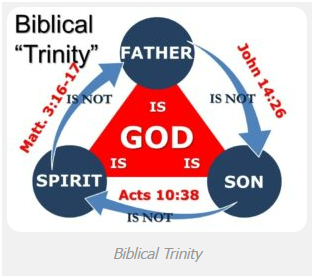 Biblical
“Trinity”
FATHER
Matt. 3:16-17
John 14:26
IS NOT
IS NOT
IS
GOD
IS
IS
SPIRIT
SON
Acts 10:38
IS NOT
Biblical Trinity